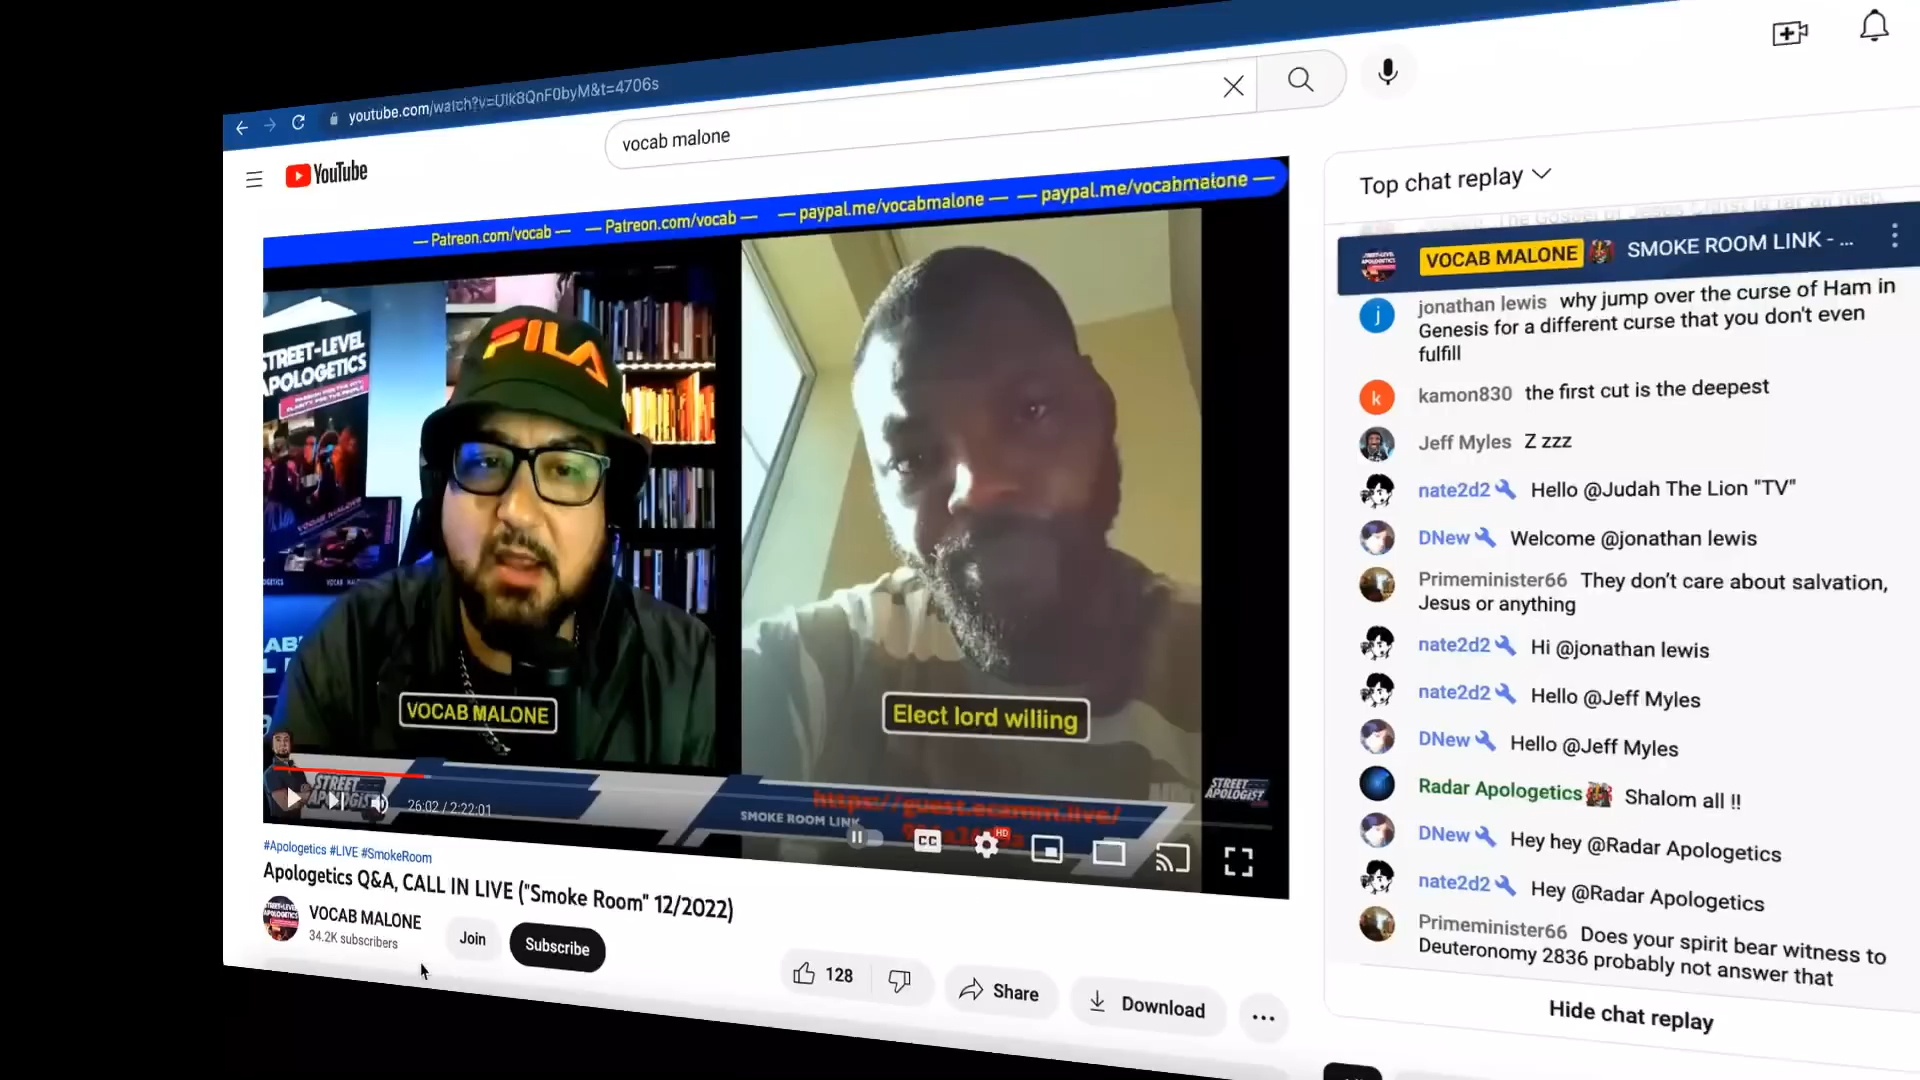 youtube.com/watch?v=UIk8QnF0byM&t=4706s
YouTube
vocab malone
— Patreon.com/vocab — — Patreon.com/vocab — — paypal.me/vocabmalone — — paypal.me/vocabmalone —
STREET-LEVEL
APOLOGETICS
FILA
VOCAB MALONE
Elect lord willing
STREET
APOLOGIST
STREET
SMOKE ROOM LINK
https://guest.ecamm.live/
26:02 / 2:22:01
CC
HD
#Apologetics #LIVE #SmokeRoom
Apologetics Q&A, CALL IN LIVE ("Smoke Room" 12/2022)
VOCAB MALONE
34.2K subscribers
Join
Subscribe
128
Share
Download
Top chat replay
VOCAB MALONE SMOKE ROOM LINK - ...
jonathan lewis why jump over the curse of Ham in
Genesis for a different curse that you don't even
fulfill
kamon830 the first cut is the deepest
Jeff Myles Z zzz
nate2d2 Hello @Judah The Lion "TV"
DNew Welcome @jonathan lewis
Primeminister66 They don't care about salvation,
Jesus or anything
nate2d2 Hi @jonathan lewis
nate2d2 Hello @Jeff Myles
DNew Hello @Jeff Myles
Radar Apologetics Shalom all !!
DNew Hey hey @Radar Apologetics
nate2d2 Hey @Radar Apologetics
Primeminister66 Does your spirit bear witness to
Deuteronomy 2836 probably not answer that
Hide chat replay